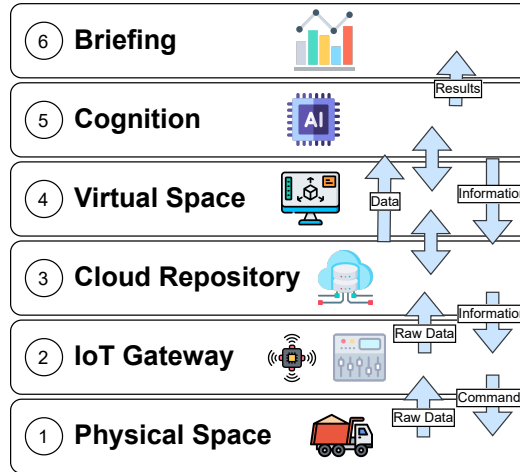 6 Briefing
Results
5 Cognition
AI
4 Virtual Space
Data
Information
3 Cloud Repository
Raw Data
Information
2 IoT Gateway
Raw Data
Command
1 Physical Space